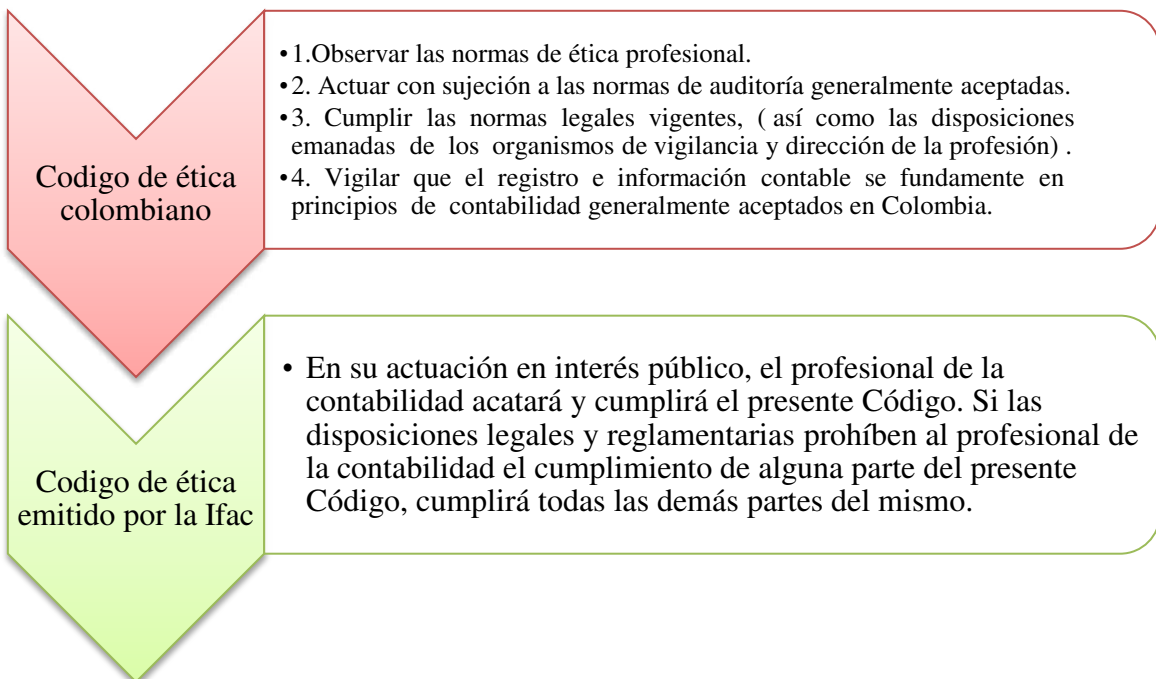 Codigo de ética
colombiano
•1.Observar las normas de ética profesional.
•2. Actuar con sujeción a las normas de auditoría generalmente aceptadas.
•3. Cumplir las normas legales vigentes, ( así como las disposiciones
emanadas de los organismos de vigilancia y dirección de la profesión) .
•4. Vigilar que el registro e información contable se fundamente en
principios de contabilidad generalmente aceptados en Colombia.
Codigo de ética
emitido por la Ifac
• En su actuación en interés público, el profesional de la
contabilidad acatará y cumplirá el presente Código. Si las
disposiciones legales y reglamentarias prohíben al profesional de
la contabilidad el cumplimiento de alguna parte del presente
Código, cumplirá todas las demás partes del mismo.